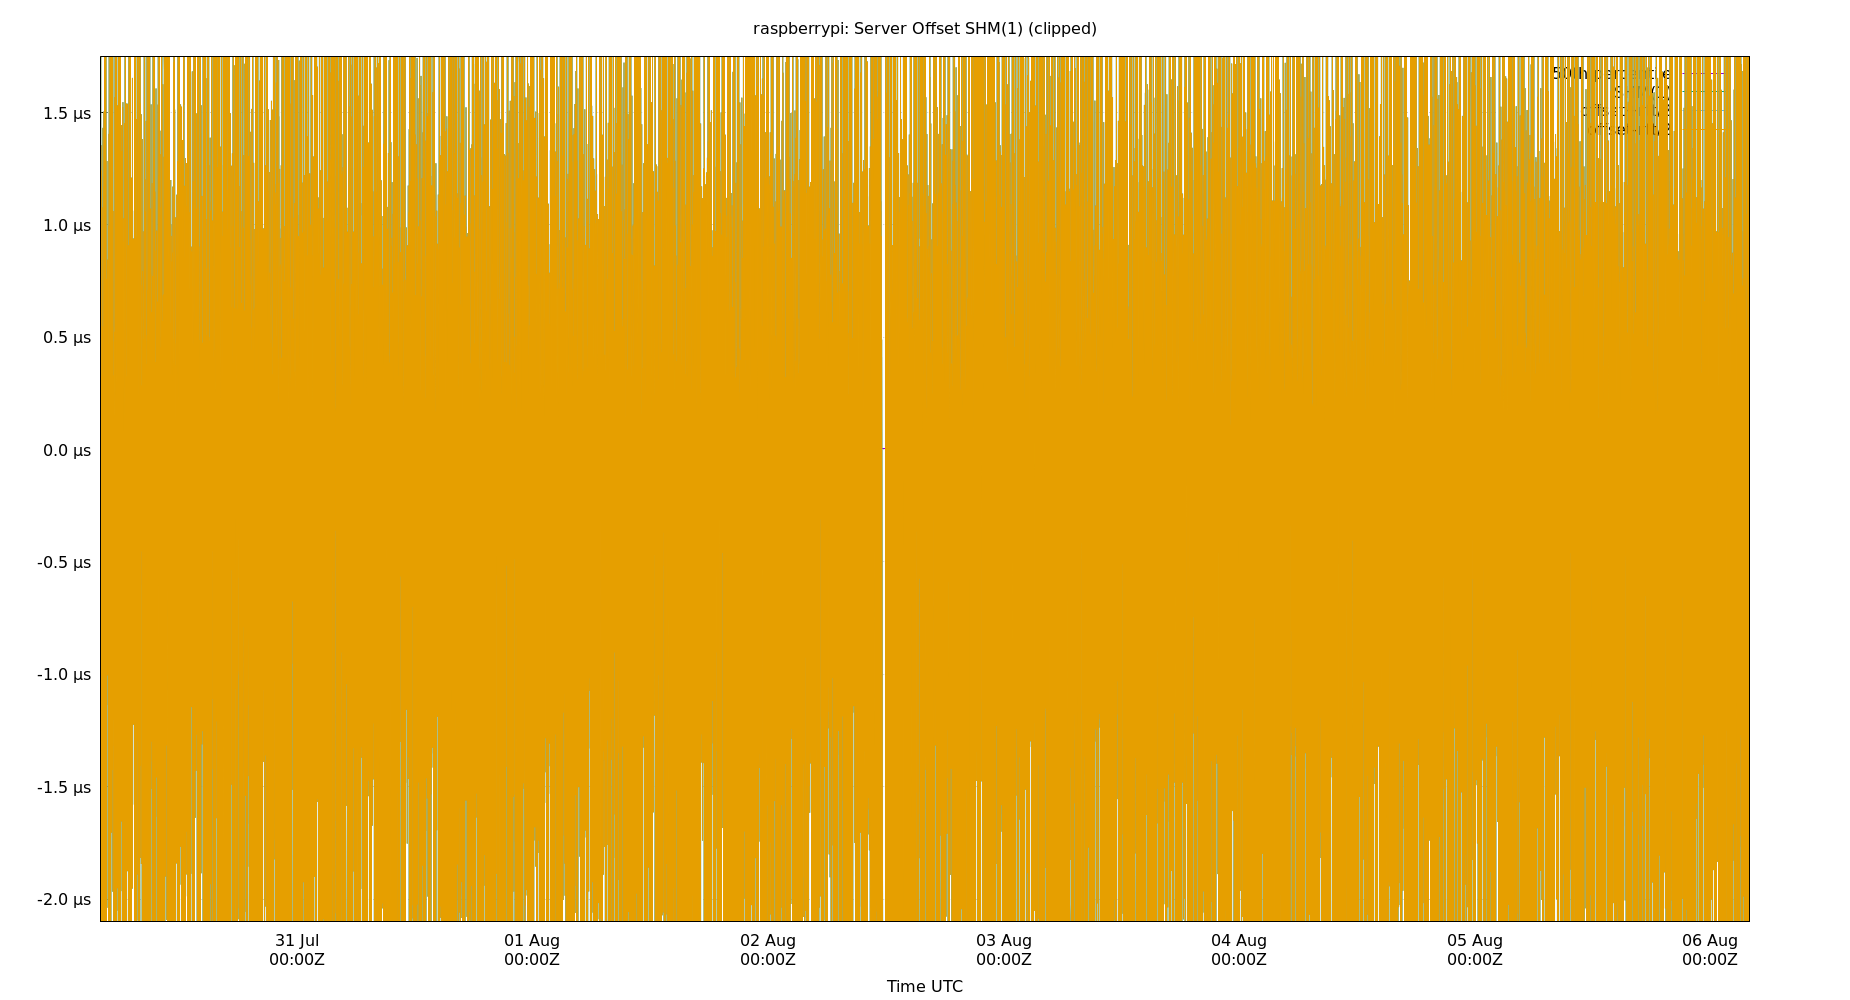 raspberrypi: Server Offset SHM(1) (clipped)
50th percentile
1.5 µs
1.0 µs
0.5 µs
0.0 µs
-0.5 µs
-1.0 µs
-1.5 µs
-2.0 µs
31 Jul 01 Aug 02 Aug 03 Aug 04 Aug 05 Aug 06 Aug
00:00Z 00:00Z 00:00Z 00:00Z 00:00Z 00:00Z 00:00Z
Time UTC